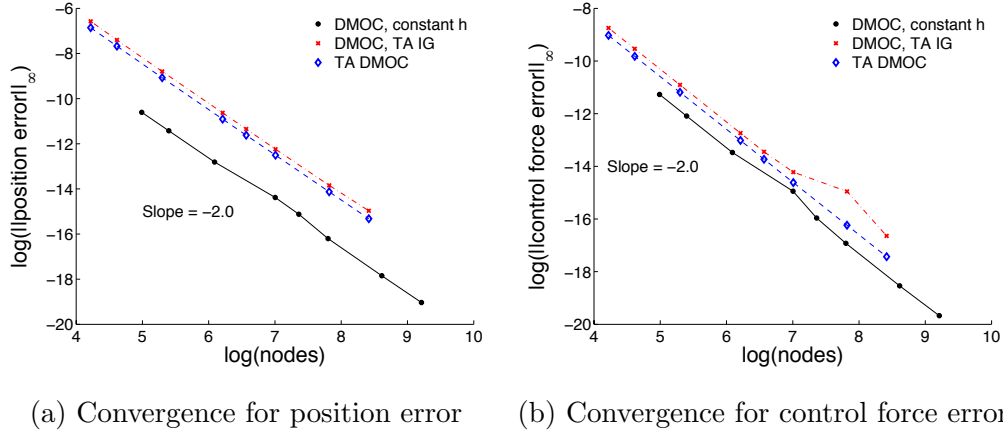 −6
−8
−10
−12
−14
−16
−18
−20
4
5
6
7
8
9
10
log(nodes)
log(||position error||∞)
DMOC, constant h
DMOC, TA IG
TA DMOC
Slope = −2.0
(a) Convergence for position error
−8
−10
−12
−14
−16
−18
−20
4
5
6
7
8
9
10
log(nodes)
log(||control force error||∞)
DMOC, constant h
DMOC, TA IG
TA DMOC
Slope = −2.0
(b) Convergence for control force error